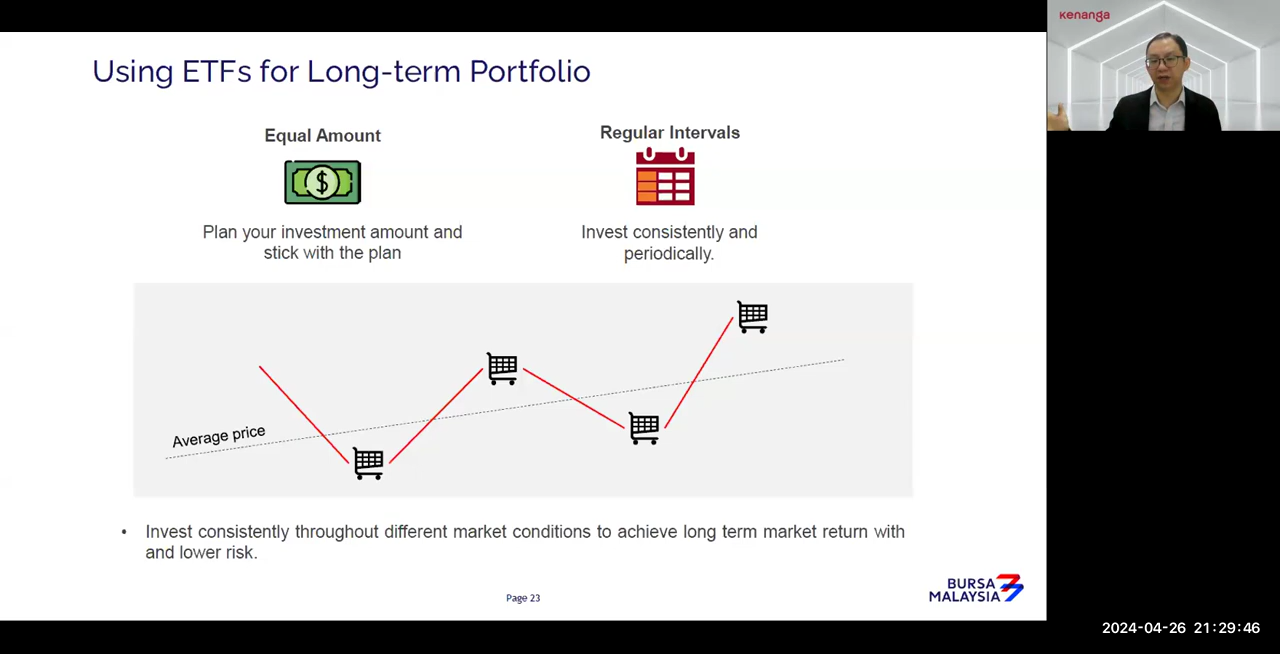 Using ETFs for Long-term Portfolio
Equal Amount
Regular Intervals
Plan your investment amount and
stick with the plan
Invest consistently and
periodically.
Average price
• Invest consistently throughout different market conditions to achieve long term market return with
and lower risk.
Page 23
BURSA
MALAYSIA
kenanga
2024-04-26 21:29:46